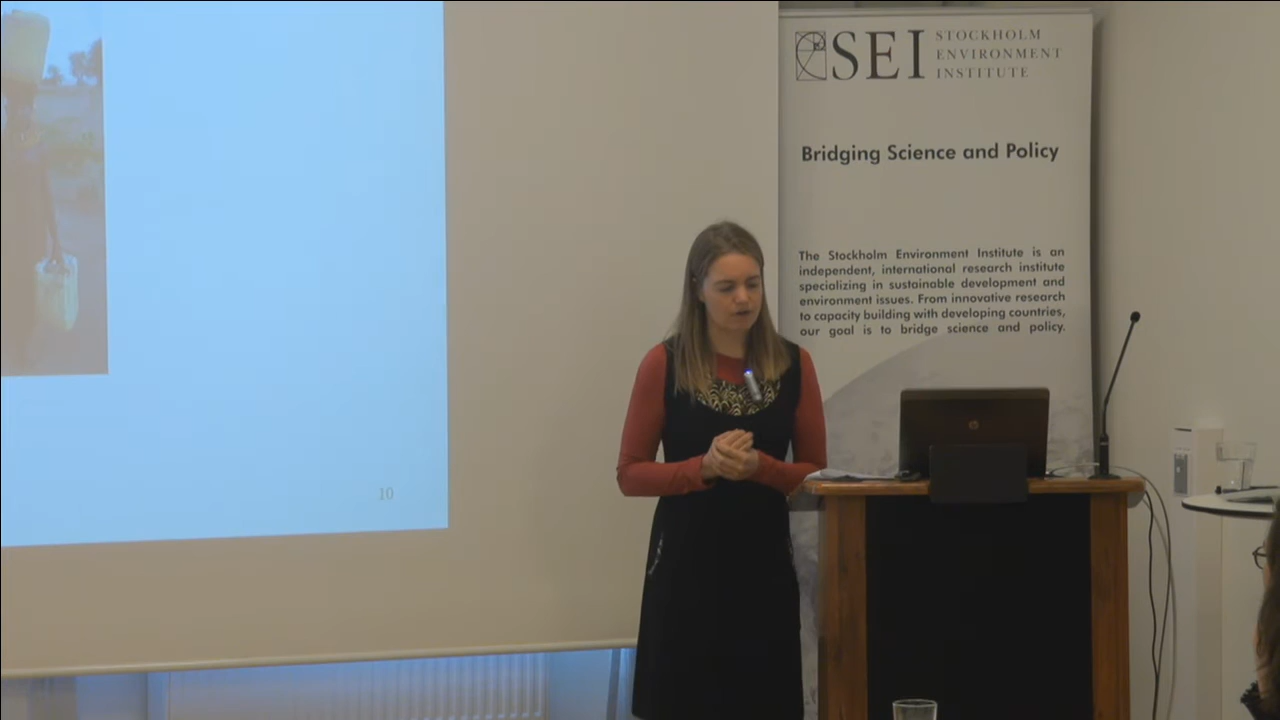 SEI
STOCKHOLM
ENVIRONMENT
INSTITUTE
Bridging Science and Policy
The Stockholm Environment Institute is an
independent, international research institute
specializing in sustainable development and
environment issues. From innovative research
to capacity building with developing countries,
our goal is to bridge science and policy.
10
hp